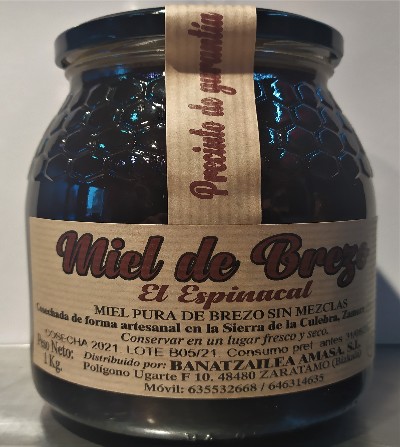 Precinto de garantía
Miel de Brezo
El Espinacal
MIEL PURA DE BREZO SIN MEZCLAS
Cosechada de forma artesanal en la Sierra de la Culebra, Zamora
Conservar en un lugar fresco y seco.
COSECHA 2021 LOTE B05/21 Consumo pref. antes
Peso Neto:
1 Kg.
Distribuido por: BANATZAILEA AMASA, S.L.
Polígono Ugarte F 10. 48480 ZARATAMO (Bizkaia)
Móvil: 635532668 / 646314635